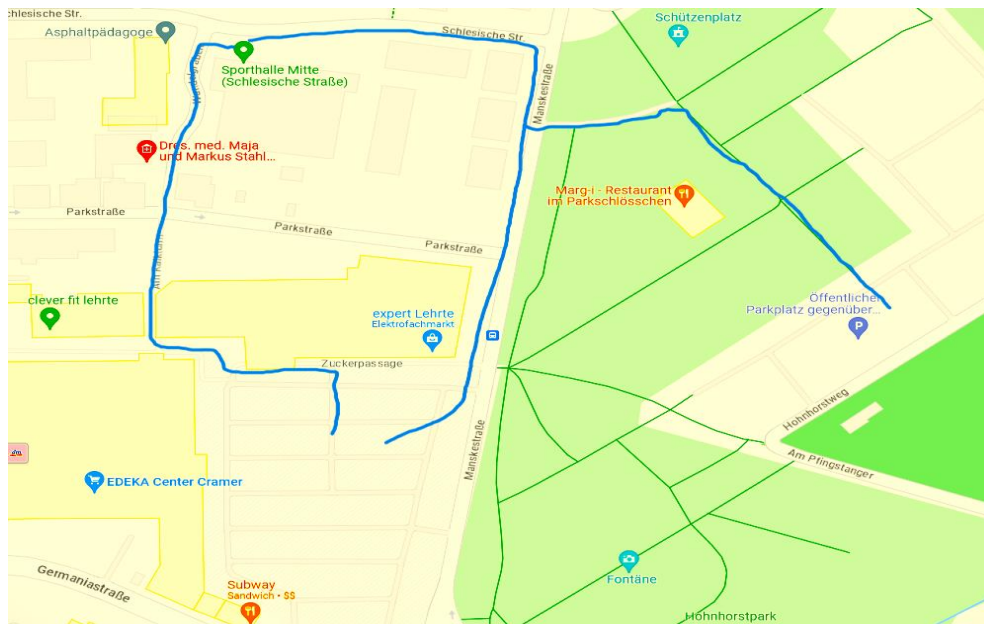 chlesische Str.
Asphaltpädagoge
Schlesische Str.
Schützenplatz
Sporthalle Mitte
(Schlesische Straße)
Manskestraße
Dres. med. Maja
und Markus Stahl...
Marg-i - Restaurant
im Parkschlösschen
Parkstraße
Parkstraße
Parkstraße
clever fit lehrte
expert Lehrte
Elektrofachmarkt
Öffentlicher
Parkplatz gegenüber...
P
Zuckerpassage
Hohnhorstweg
Manskestraße
Am Pfingstanger
EDEKA Center Cramer
Germaniastraße
Subway
Sandwich • $$
Fontäne
Hohnhorstpark